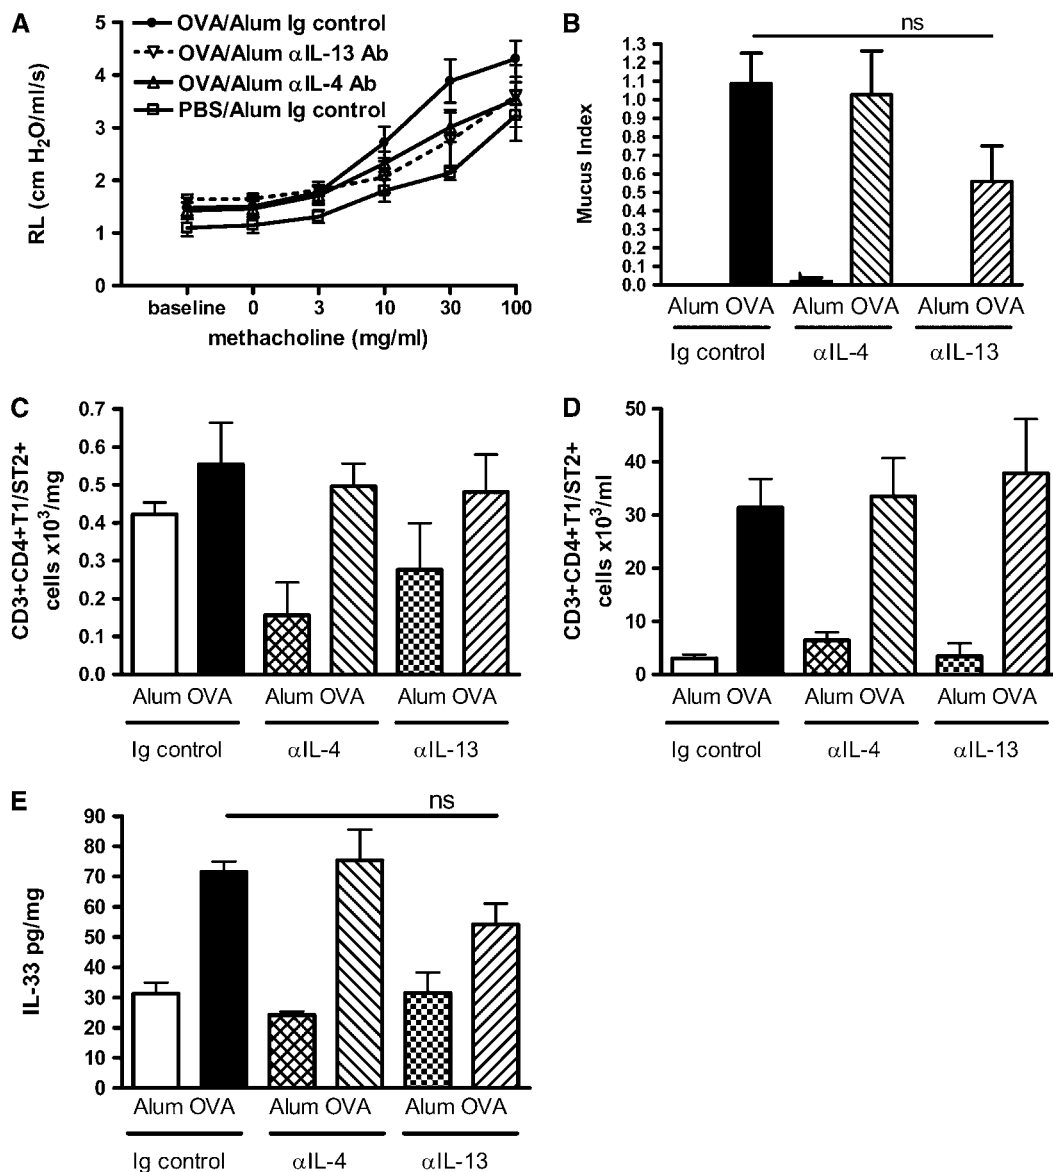 A
OVA/Alum Ig control
OVA/Alum αIL-13 Ab
OVA/Alum αIL-4 Ab
PBS/Alum Ig control
RL (cm H₂O/ml/s)
5
4
3
2
1
0
baseline 0 3 10 30 100
methacholine (mg/ml)
B
ns
Mucus Index
1.3
1.2
1.1
1.0
0.9
0.8
0.7
0.6
0.5
0.4
0.3
0.2
0.1
0.0
Alum OVA Alum OVA Alum OVA
Ig control αIL-4 αIL-13
C
CD3+CD4+T1/ST2+
cells x10³/mg
0.7
0.6
0.5
0.4
0.3
0.2
0.1
0.0
Alum OVA Alum OVA Alum OVA
Ig control αIL-4 αIL-13
D
CD3+CD4+T1/ST2+
cells x10³/ml
50
40
30
20
10
0
Alum OVA Alum OVA Alum OVA
Ig control αIL-4 αIL-13
E
ns
IL-33 pg/mg
90
80
70
60
50
40
30
20
10
0
Alum OVA Alum OVA Alum OVA
Ig control αIL-4 αIL-13